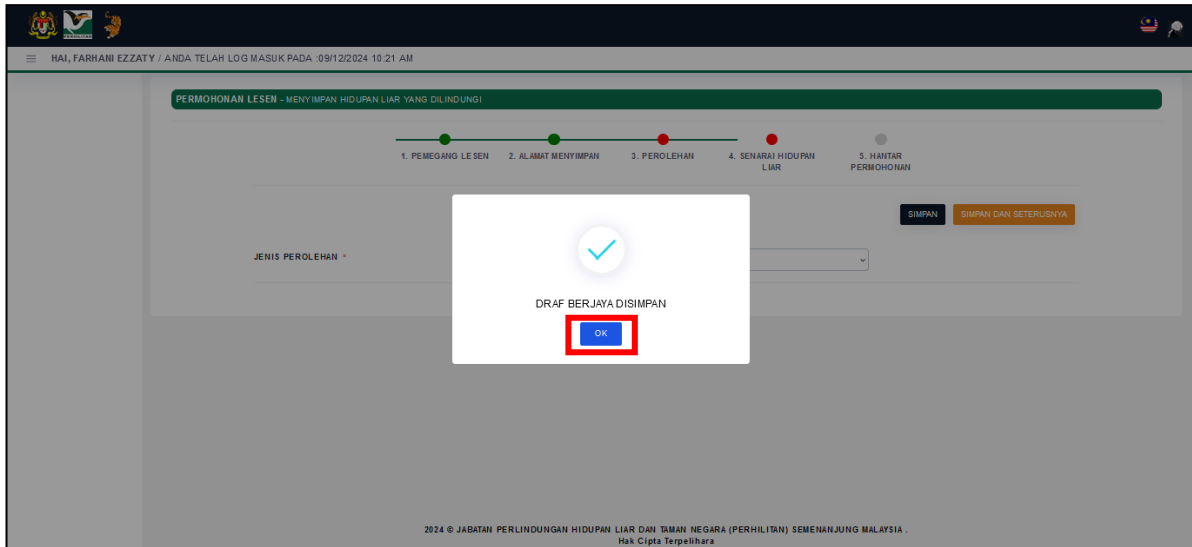 PERHILITAN
HAI, FARHANI EZZATY / ANDA TELAH LOG MASUK PADA :09/12/2024 10:21 AM
PERMOHONAN LESEN - MENYIMPAN HIDUPAN LIAR YANG DILINDUNGI
1. PEMEGANG LESEN
2. ALAMAT MENYIMPAN
3. PEROLEHAN
4. SENARAI HIDUPAN
LIAR
5. HANTAR
PERMOHONAN
SIMPAN
SIMPAN DAN SETERUSNYA
JENIS PEROLEHAN *
DRAF BERJAYA DISIMPAN
OK
2024 © JABATAN PERLINDUNGAN HIDUPAN LIAR DAN TAMAN NEGARA (PERHILITAN) SEMENANJUNG MALAYSIA .
Hak Cipta Terpelihara